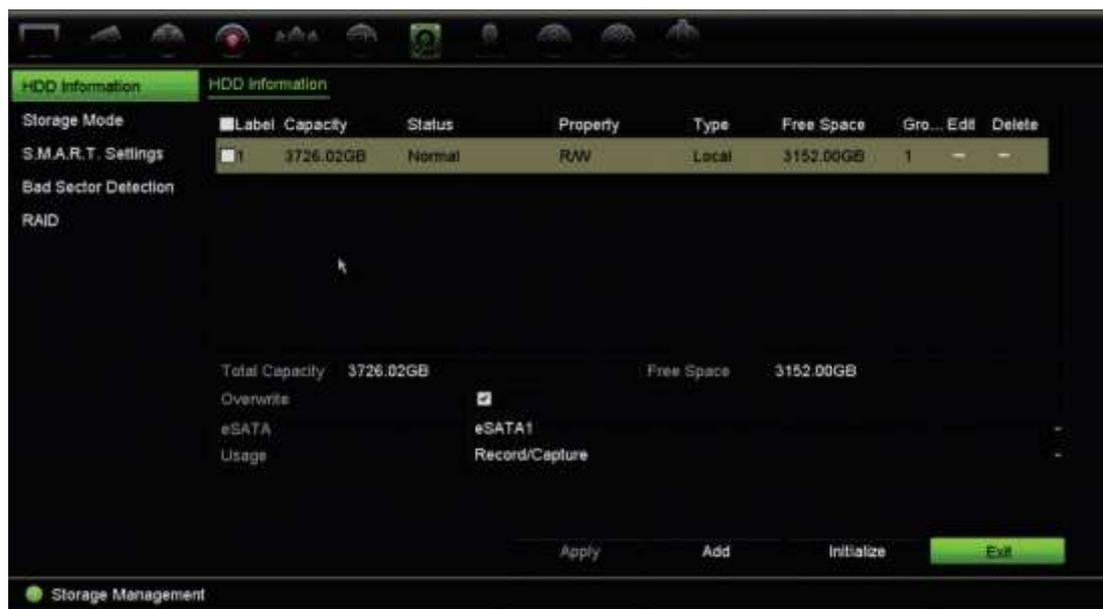 HDD Information
HDD Information
Storage Mode
Label Capacity Status Property Type Free Space Gro... Edit Delete
S.M.A.R.T. Settings
1 3726.02GB Normal R/W Local 3152.00GB 1 — —
Bad Sector Detection
RAID
Total Capacity 3726.02GB Free Space 3152.00GB
Overwrite
eSATA eSATA1
Usage Record/Capture
Apply Add Initialize Exit
Storage Management